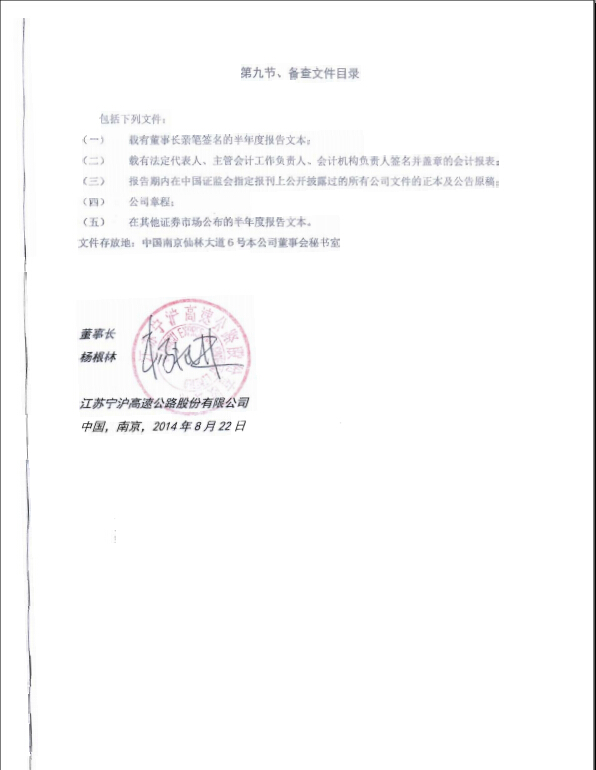 第九节、备查文件目录
包括下列文件：
（一） 载有董事长亲笔签名的半年度报告文本；
（二） 载有法定代表人、主管会计工作负责人、会计机构负责人签名并盖章的会计报表；
（三） 报告期内在中国证监会指定报刊上公开披露过的所有公司文件的正本及公告原稿；
（四） 公司章程；
（五） 在其他证券市场公布的半年度报告文本。
文件存放地：中国南京仙林大道6号本公司董事会秘书室
董事长
杨根林
江苏宁沪高速公路股份有限公司
中国，南京，2014年8月22日